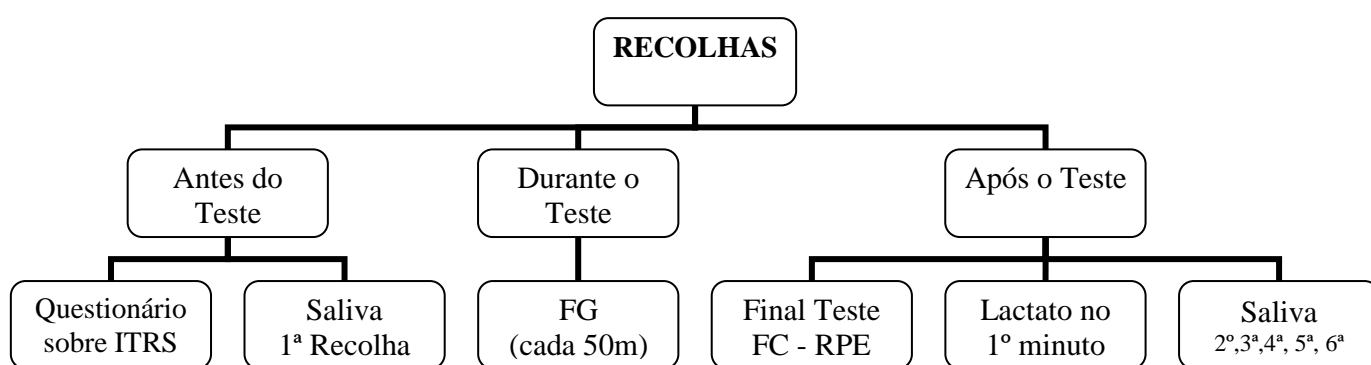 RECOLHAS
Antes do
Teste
Durante o
Teste
Após o Teste
Questionário
sobre ITRS
Saliva
1ª Recolha
FG
(cada 50m)
Final Teste
FC - RPE
Lactato no
1º minuto
Saliva
2º,3ª,4ª, 5ª, 6ª